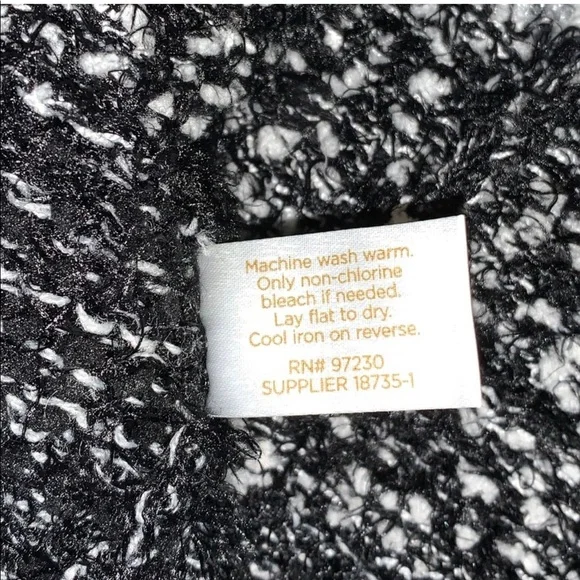 Machine wash warm.
Only non-chlorine
bleach if needed.
Lay flat to dry.
Cool iron on reverse.
RN# 97230
SUPPLIER 18735-1